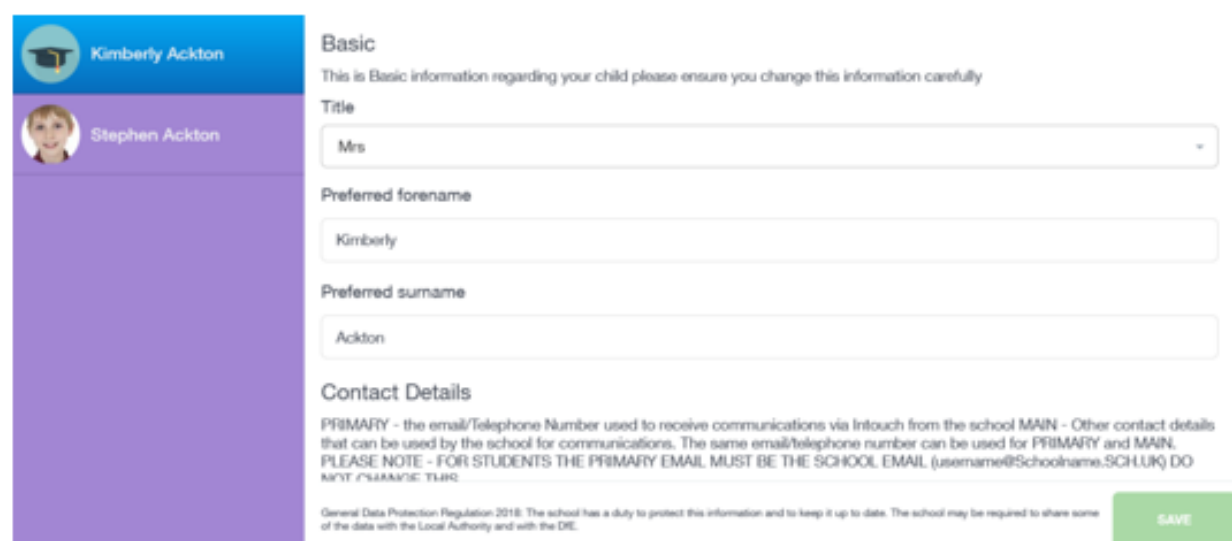 Kimberly Ackton
Stephen Ackton
Basic
This is Basic information regarding your child please ensure you change this information carefully
Title
Mrs
Preferred forename
Kimberly
Preferred surname
Ackton
Contact Details
PRIMARY - the email/Telephone Number used to receive communications via Intouch from the school MAIN - Other contact details
that can be used by the school for communications. The same email/telephone number can be used for PRIMARY and MAIN.
PLEASE NOTE - FOR STUDENTS THE PRIMARY EMAIL MUST BE THE SCHOOL EMAIL (username@Schoolname.SCH.UK) DO
NOT CHANGE THIS
General Data Protection Regulation 2018: The school has a duty to protect this information and to keep it up to date. The school may be required to share some
of the data with the Local Authority and with the DfE.
SAVE